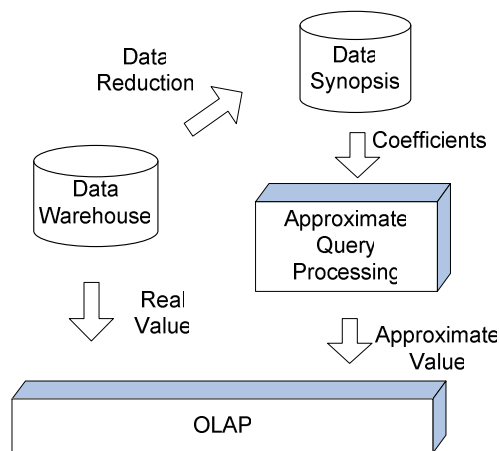 Data
Reduction
Data
Synopsis
Coefficients
Data
Warehouse
Approximate
Query
Processing
Real
Value
Approximate
Value
OLAP